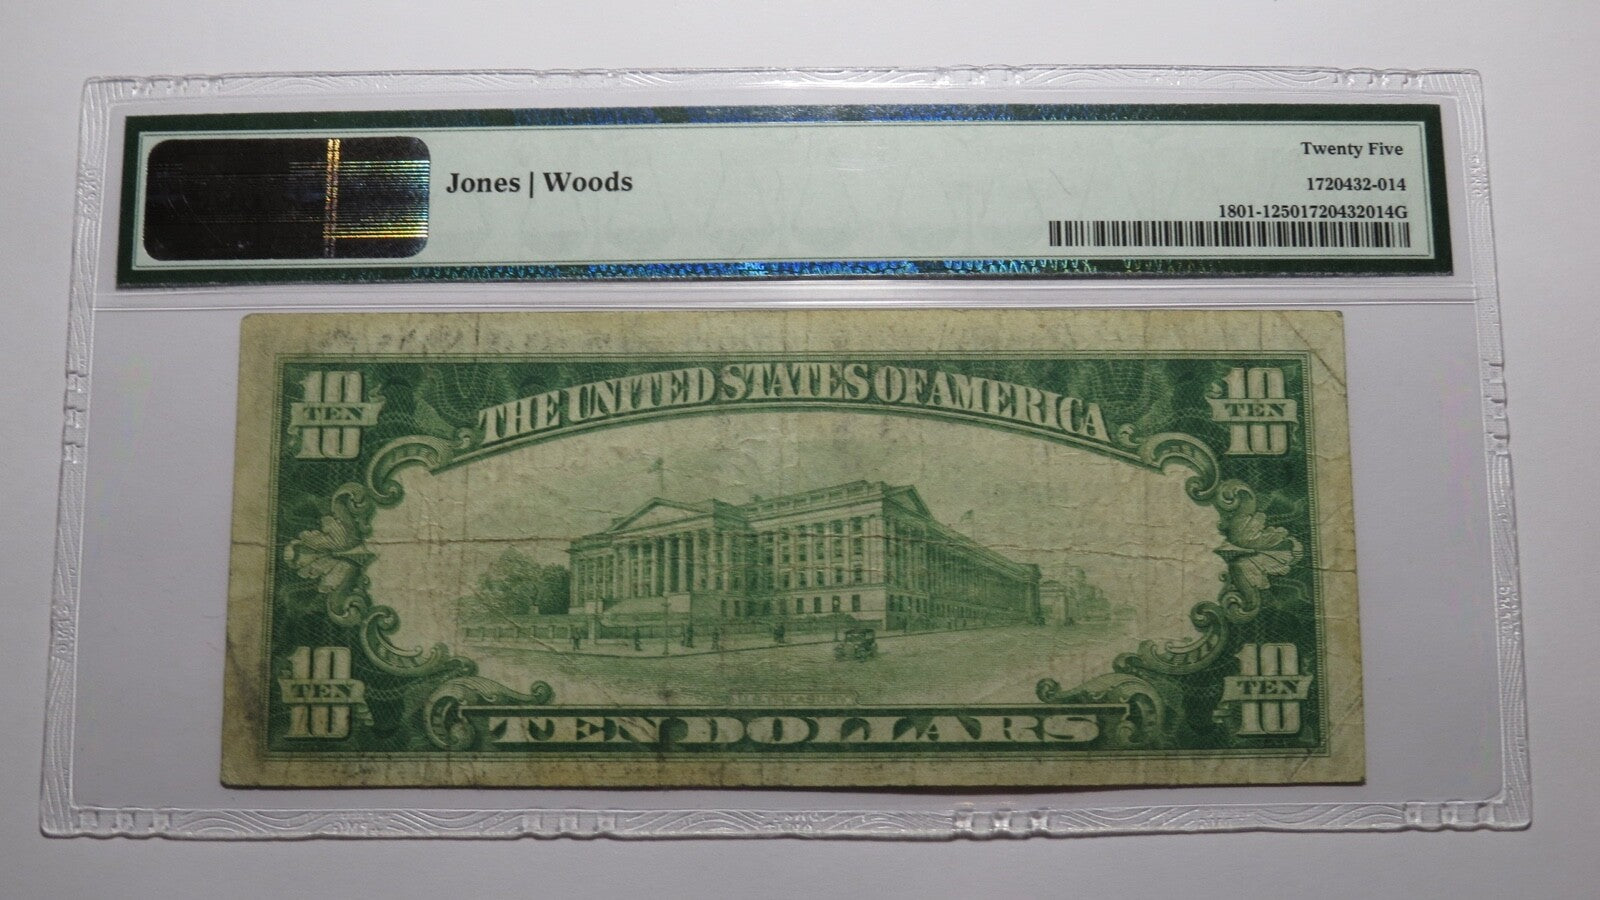 Jones | Woods
Twenty Five
1720432-014
1801-12501720432014G
10 TEN 10
THE UNITED STATES OF AMERICA
10 TEN 10
10 TEN 10
TEN DOLLARS
10 TEN 10